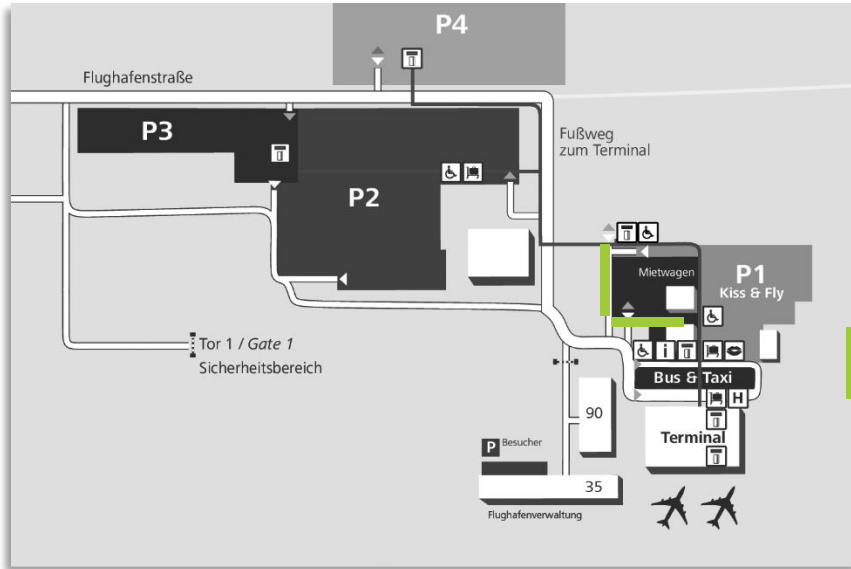 P4
Flughafenstraße
P3
Fußweg
zum Terminal
P2
Mietwagen
P1
Kiss & Fly
Tor 1 / Gate 1
Sicherheitsbereich
i
Bus & Taxi
H
90
Terminal
P Besucher
35
Flughafenverwaltung